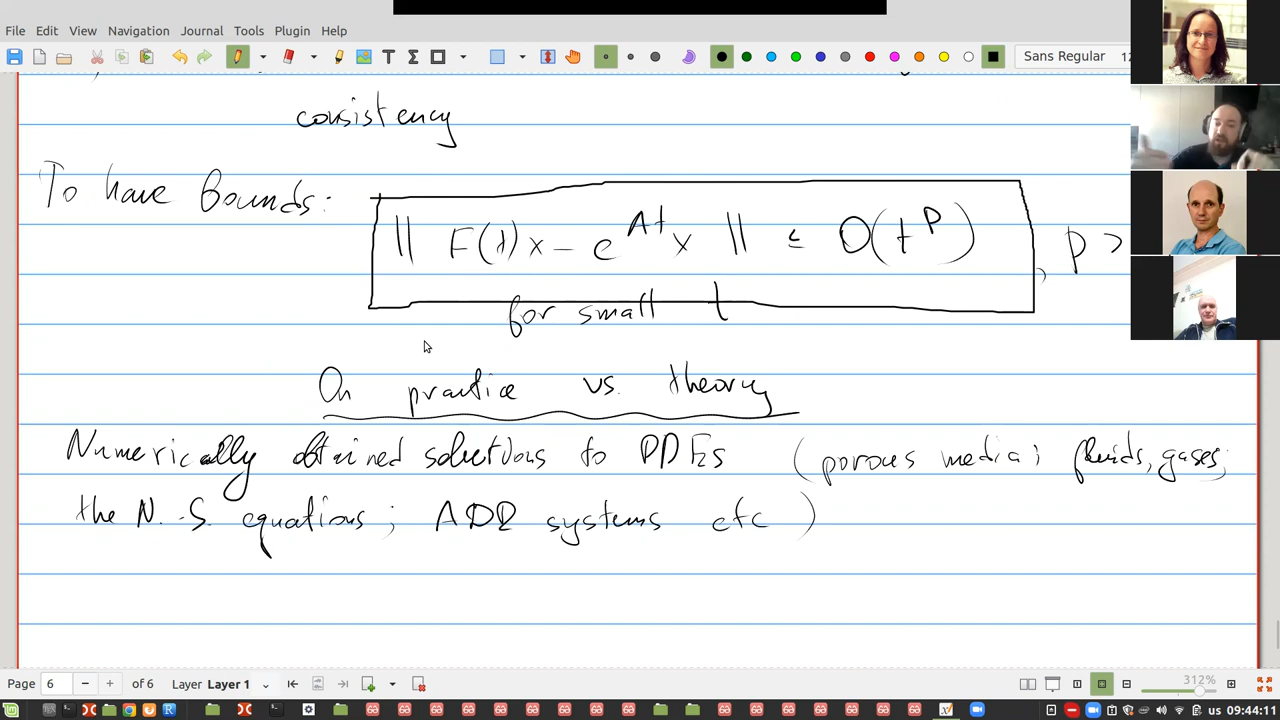 File Edit View Navigation Journal Tools Plugin Help
Sans Regular 12
consistency
To have Bounds:
|| F(t)x - e^{At} x || ≤ O(t^p) , p >
for small t
On practice vs. theory
Numerically obtained solutions to PDEs (porous media; fluids, gases;
the N.-S. equations; ADR systems etc)
Page 6 of 6 Layer Layer 1
312%
us 09:44:11